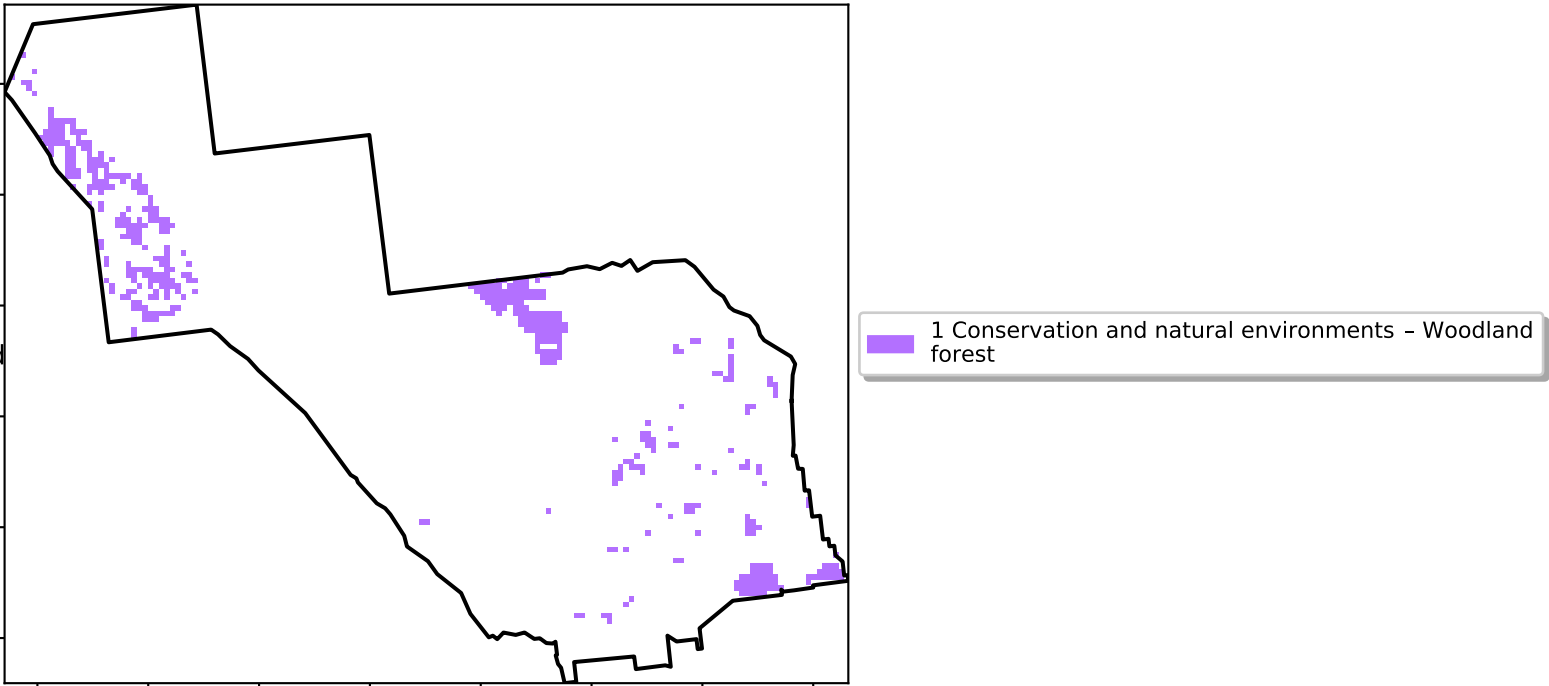 1 Conservation and natural environments – Woodland
forest